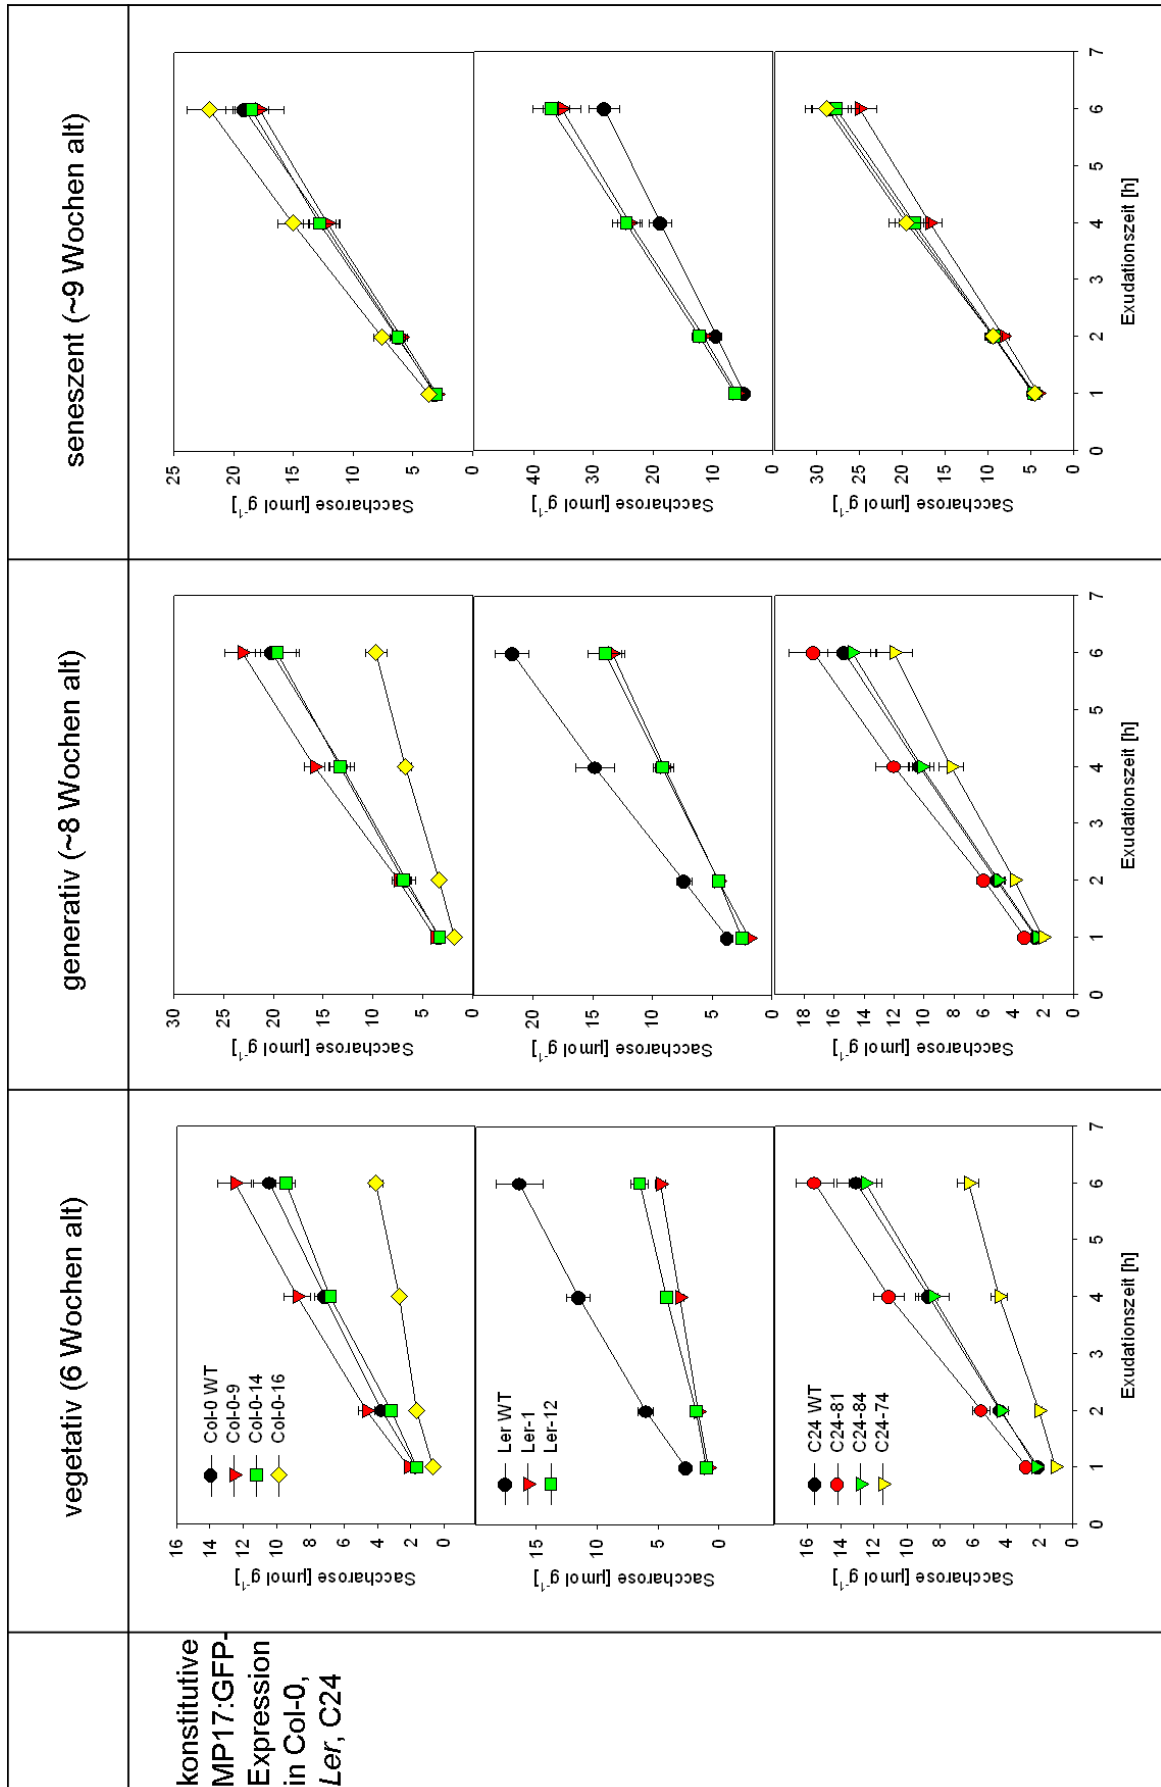 vegetativ (6 Wochen alt)
generativ (~8 Wochen alt)
seneszent (~9 Wochen alt)
konstitutive
MP17:GFP-
Expression
in Col-0,
Ler, C24
Saccharose [µmol g⁻¹]
0 2 4 6 8 10 12 14 16
Col-0 WT
Col-0-9
Col-0-14
Col-0-16
Saccharose [µmol g⁻¹]
0 5 10 15 20 25 30
Saccharose [µmol g⁻¹]
0 5 10 15 20 25
Saccharose [µmol g⁻¹]
0 5 10 15
Ler WT
Ler-1
Ler-12
Saccharose [µmol g⁻¹]
0 5 10 15 20
Saccharose [µmol g⁻¹]
0 10 20 30 40
Saccharose [µmol g⁻¹]
0 2 4 6 8 10 12 14 16
C24 WT
C24-81
C24-84
C24-74
0 1 2 3 4 5 6 7
Exudationszeit [h]
Saccharose [µmol g⁻¹]
0 2 4 6 8 10 12 14 16 18
0 1 2 3 4 5 6 7
Exudationszeit [h]
Saccharose [µmol g⁻¹]
0 5 10 15 20 25 30
0 1 2 3 4 5 6 7
Exudationszeit [h]